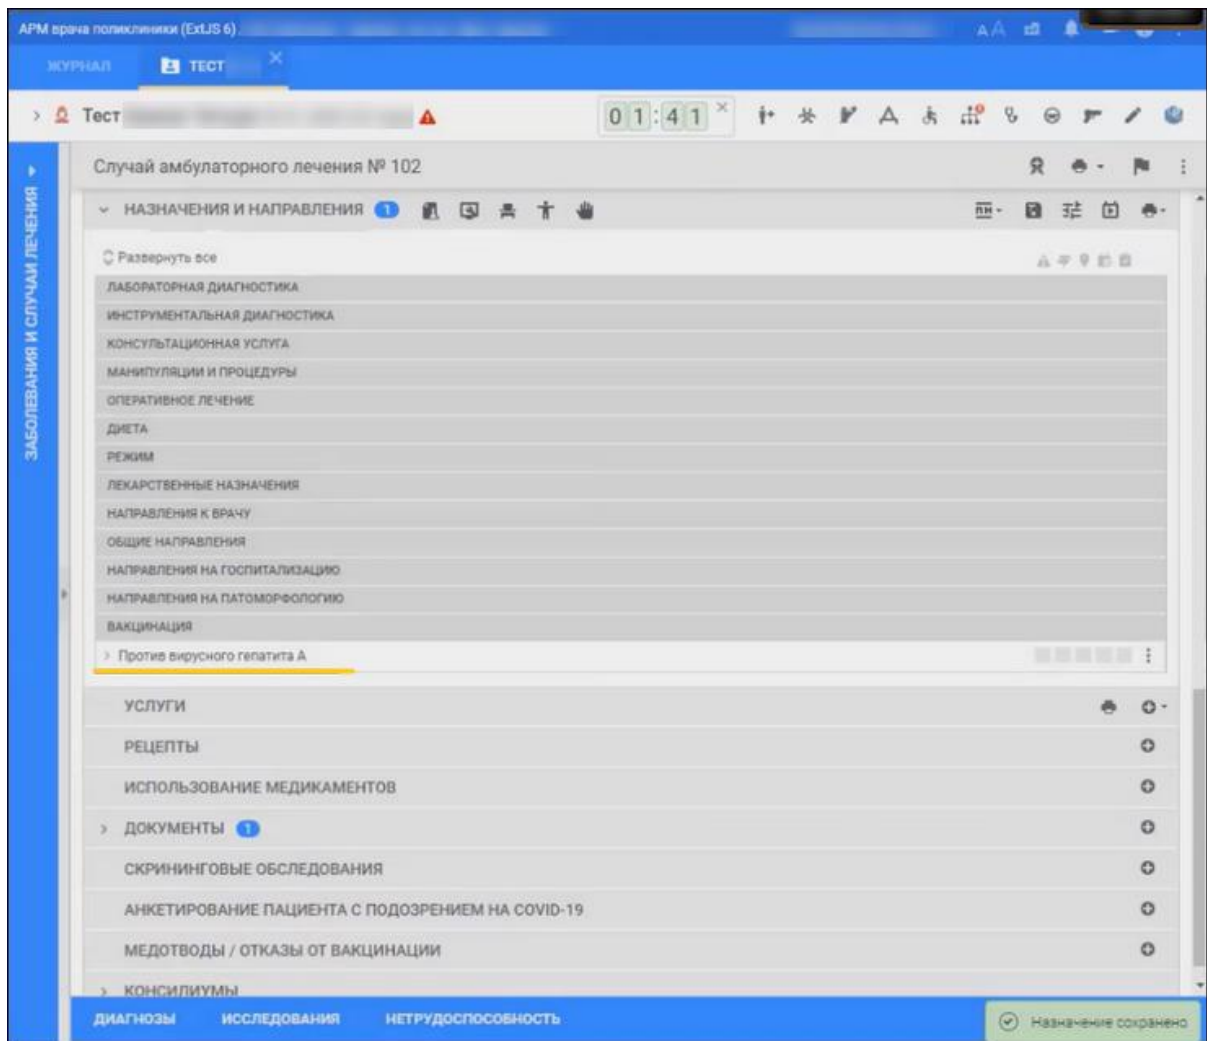 АРМ врача поликлиники (ExtJS 6)
ЖУРНАЛ ТЕСТ
Тест 01:41
Случай амбулаторного лечения № 102
ЗАБОЛЕВАНИЯ И СЛУЧАИ ЛЕЧЕНИЯ
НАЗНАЧЕНИЯ И НАПРАВЛЕНИЯ 1 ПН
Развернуть все
ЛАБОРАТОРНАЯ ДИАГНОСТИКА
ИНСТРУМЕНТАЛЬНАЯ ДИАГНОСТИКА
КОНСУЛЬТАЦИОННАЯ УСЛУГА
МАНИПУЛЯЦИИ И ПРОЦЕДУРЫ
ОПЕРАТИВНОЕ ЛЕЧЕНИЕ
ДИЕТА
РЕЖИМ
ЛЕКАРСТВЕННЫЕ НАЗНАЧЕНИЯ
НАПРАВЛЕНИЯ К ВРАЧУ
ОБЩИЕ НАПРАВЛЕНИЯ
НАПРАВЛЕНИЯ НА ГОСПИТАЛИЗАЦИЮ
НАПРАВЛЕНИЯ НА ПАТОМОРФОЛОГИЮ
ВАКЦИНАЦИЯ
Против вирусного гепатита А
УСЛУГИ
РЕЦЕПТЫ
ИСПОЛЬЗОВАНИЕ МЕДИКАМЕНТОВ
ДОКУМЕНТЫ 1
СКРИНИНГОВЫЕ ОБСЛЕДОВАНИЯ
АНКЕТИРОВАНИЕ ПАЦИЕНТА С ПОДОЗРЕНИЕМ НА COVID-19
МЕДОТВОДЫ / ОТКАЗЫ ОТ ВАКЦИНАЦИИ
КОНСИЛИУМЫ
ДИАГНОЗЫ ИССЛЕДОВАНИЯ НЕТРУДОСПОСОБНОСТЬ
Назначение сохранено